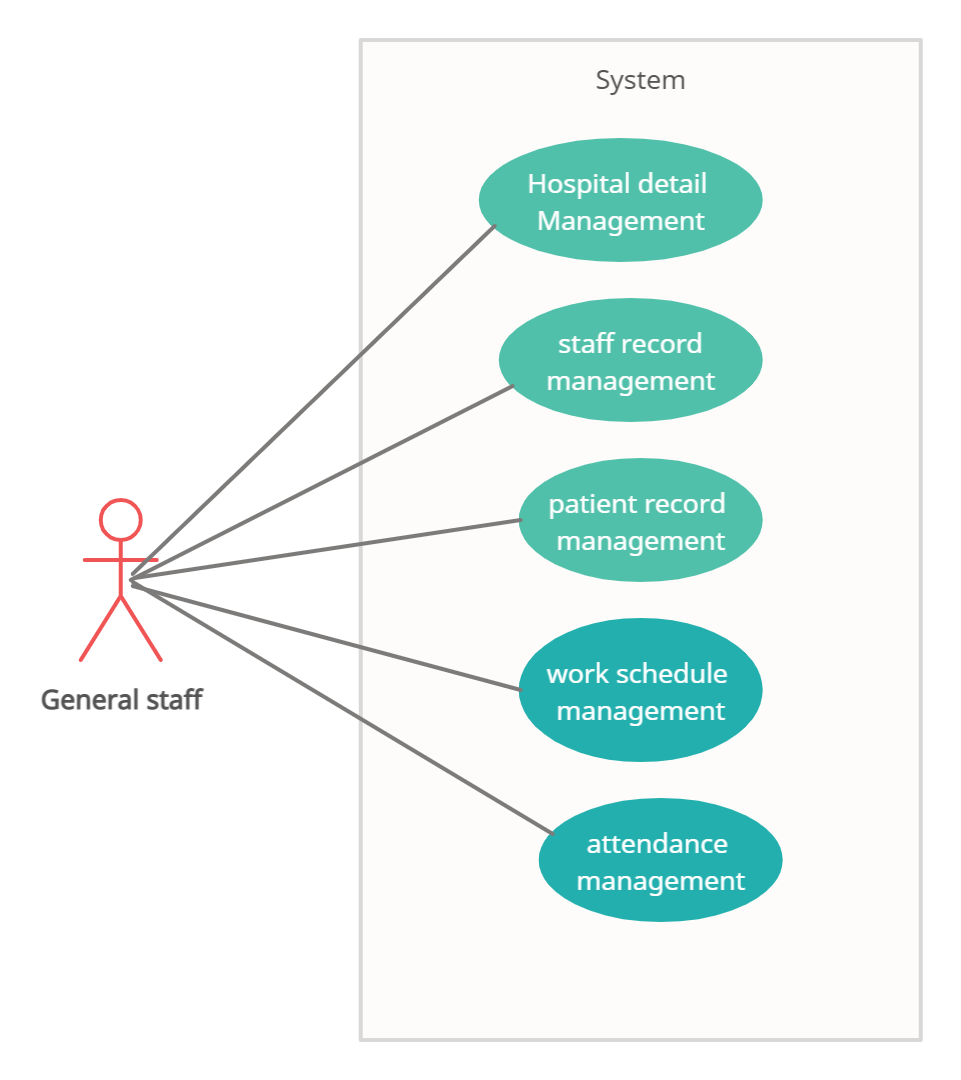 System
Hospital detail
Management
staff record
management
patient record
management
General staff
work schedule
management
attendance
management